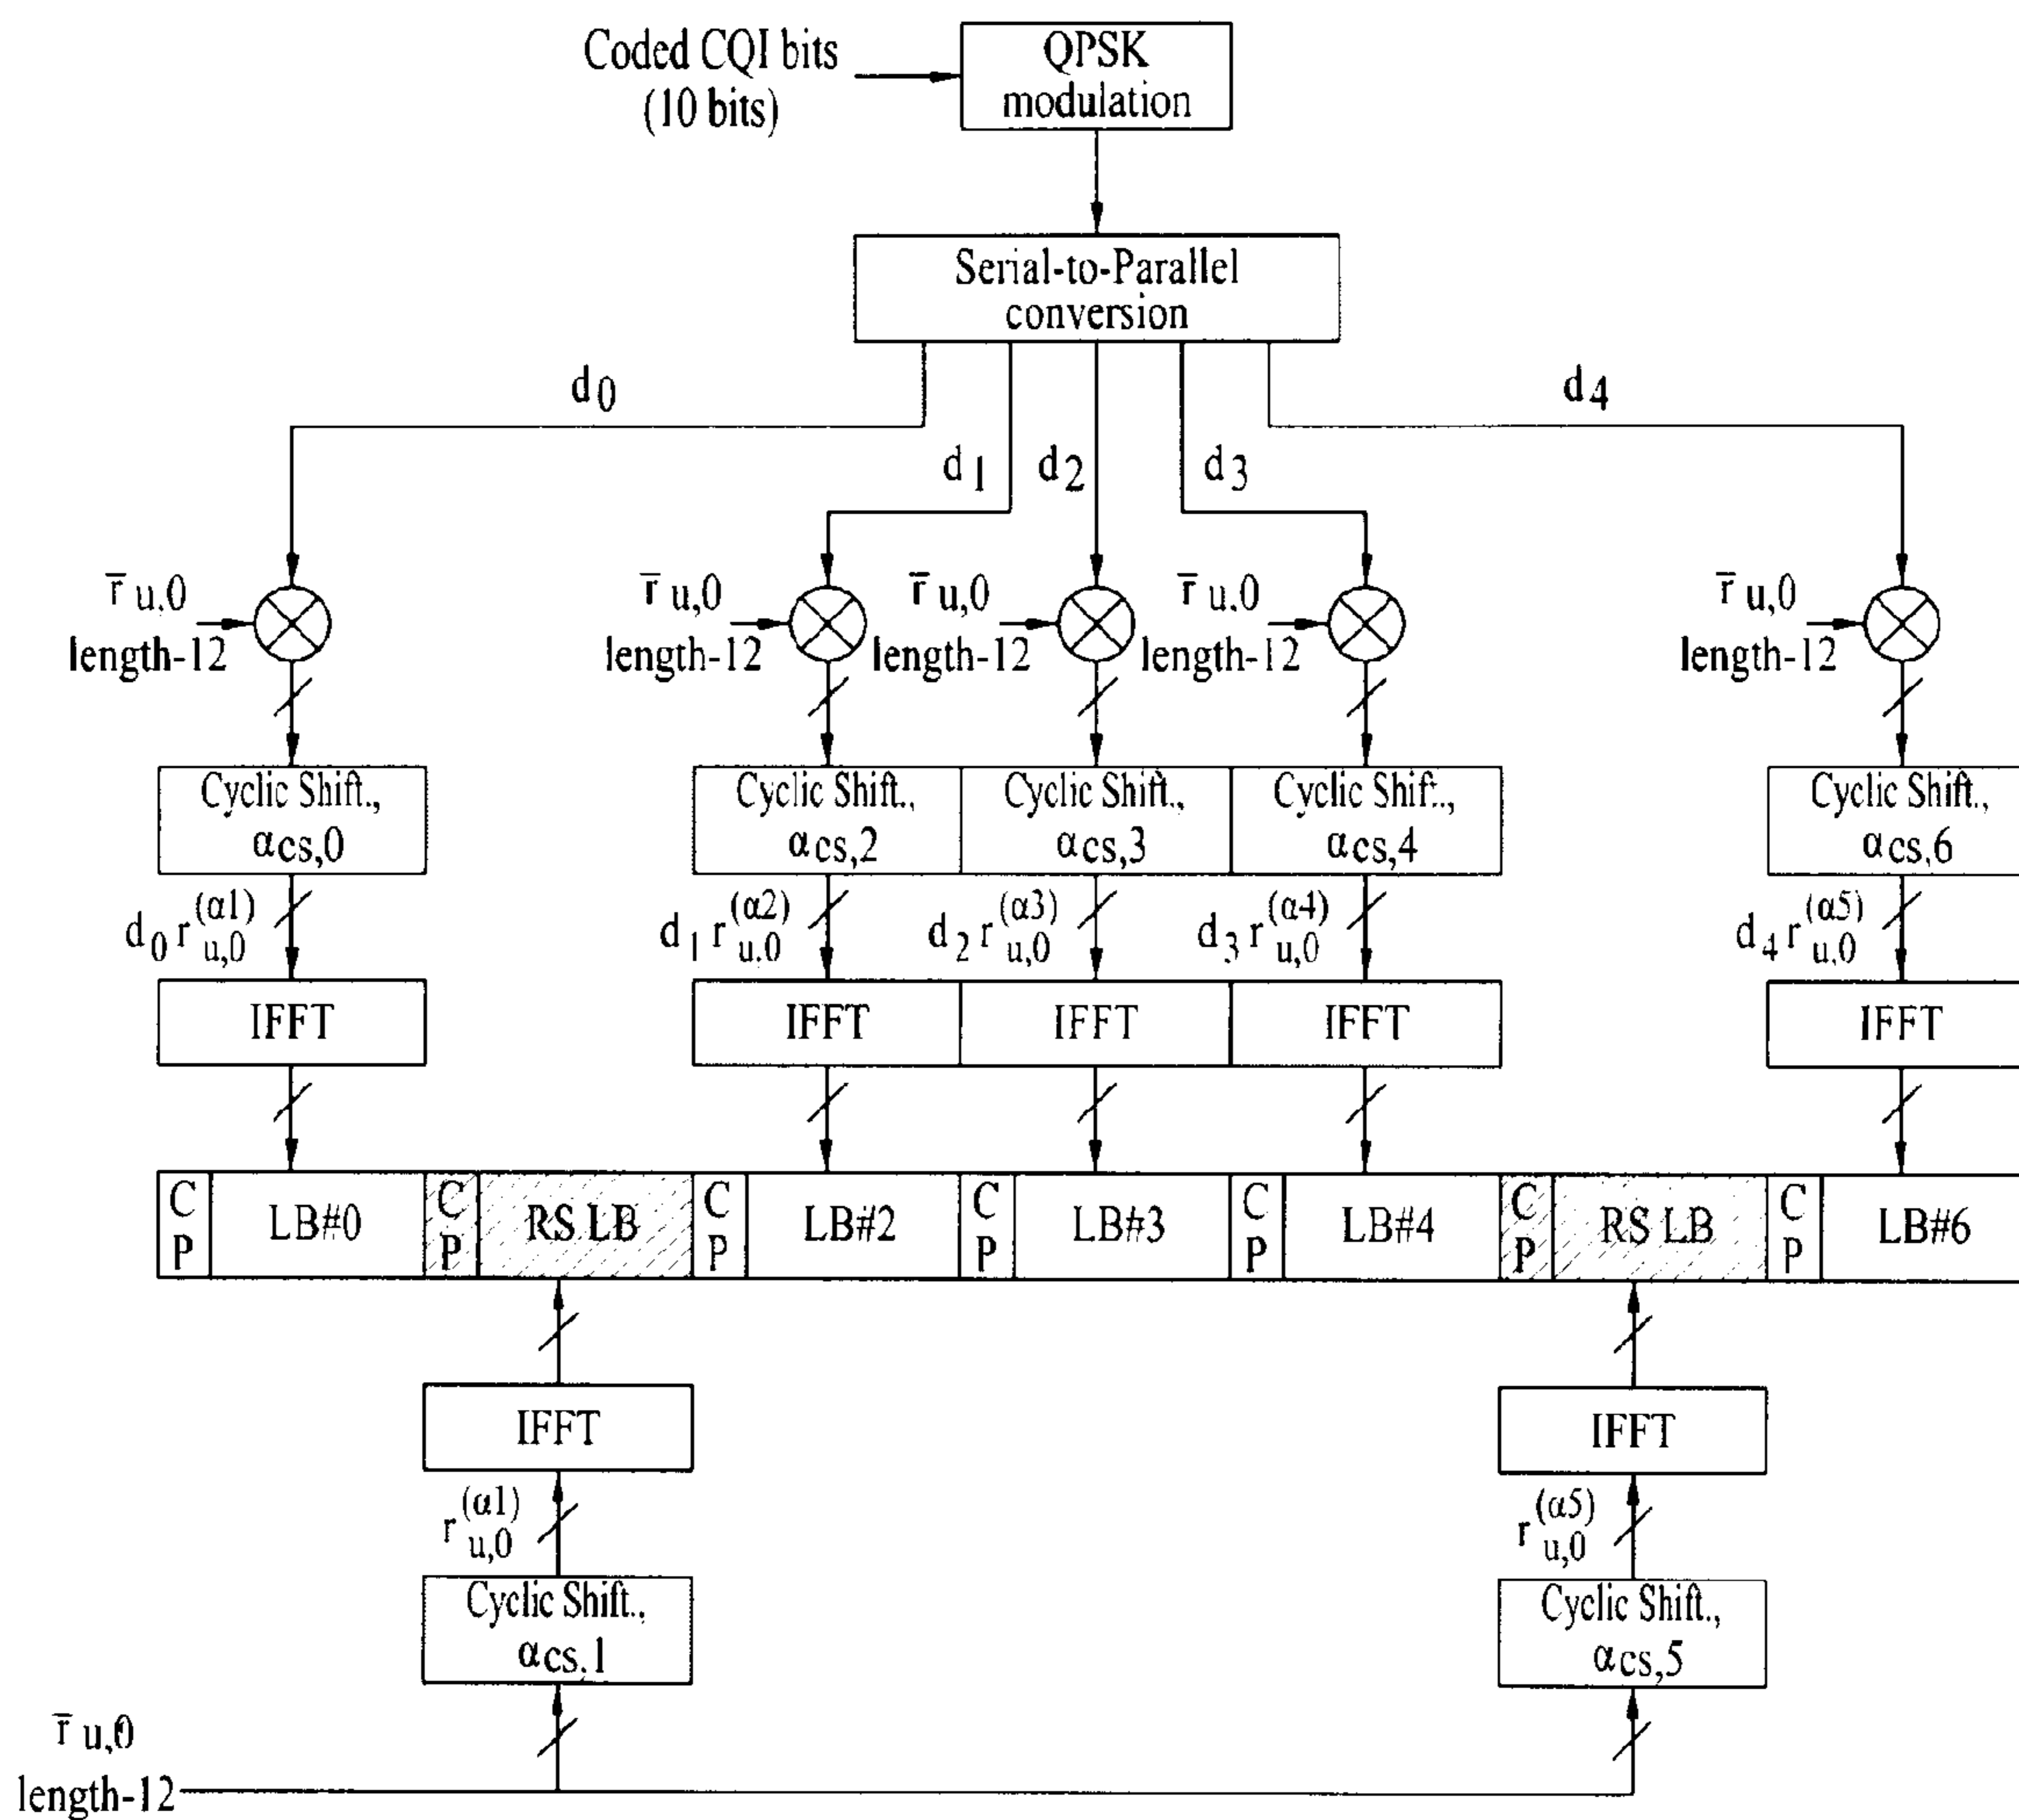 Coded CQI bits
(10 bits)
QPSK
modulation
Serial-to-Parallel
conversion
d0
d4
d1
d2
d3
r̄ u,0
length-12
r̄ u,0
length-12
r̄ u,0
length-12
r̄ u,0
length-12
r̄ u,0
length-12
Cyclic Shift.,
αcs,0
Cyclic Shift.,
αcs,2
Cyclic Shift.,
αcs,3
Cyclic Shift.,
αcs,4
Cyclic Shift.,
αcs,6
d0 r u,0 (α1)
d1 r u,0 (α2)
d2 r u,0 (α3)
d3 r u,0 (α4)
d4 r u,0 (α5)
IFFT
IFFT
IFFT
IFFT
IFFT
CP
LB#0
CP
RS LB
CP
LB#2
CP
LB#3
CP
LB#4
CP
RS LB
CP
LB#6
IFFT
IFFT
r u,0 (α1)
r u,0 (α5)
Cyclic Shift.,
αcs,1
Cyclic Shift.,
αcs,5
r̄ u,0
length-12